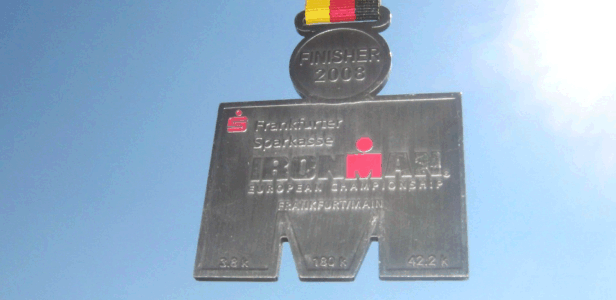 FINISHER
2008
Frankfurter
Sparkasse
IRONMAN
EUROPEAN CHAMPIONSHIP
FRANKFURT/MAIN
3.8 K 180 K 42.2 K